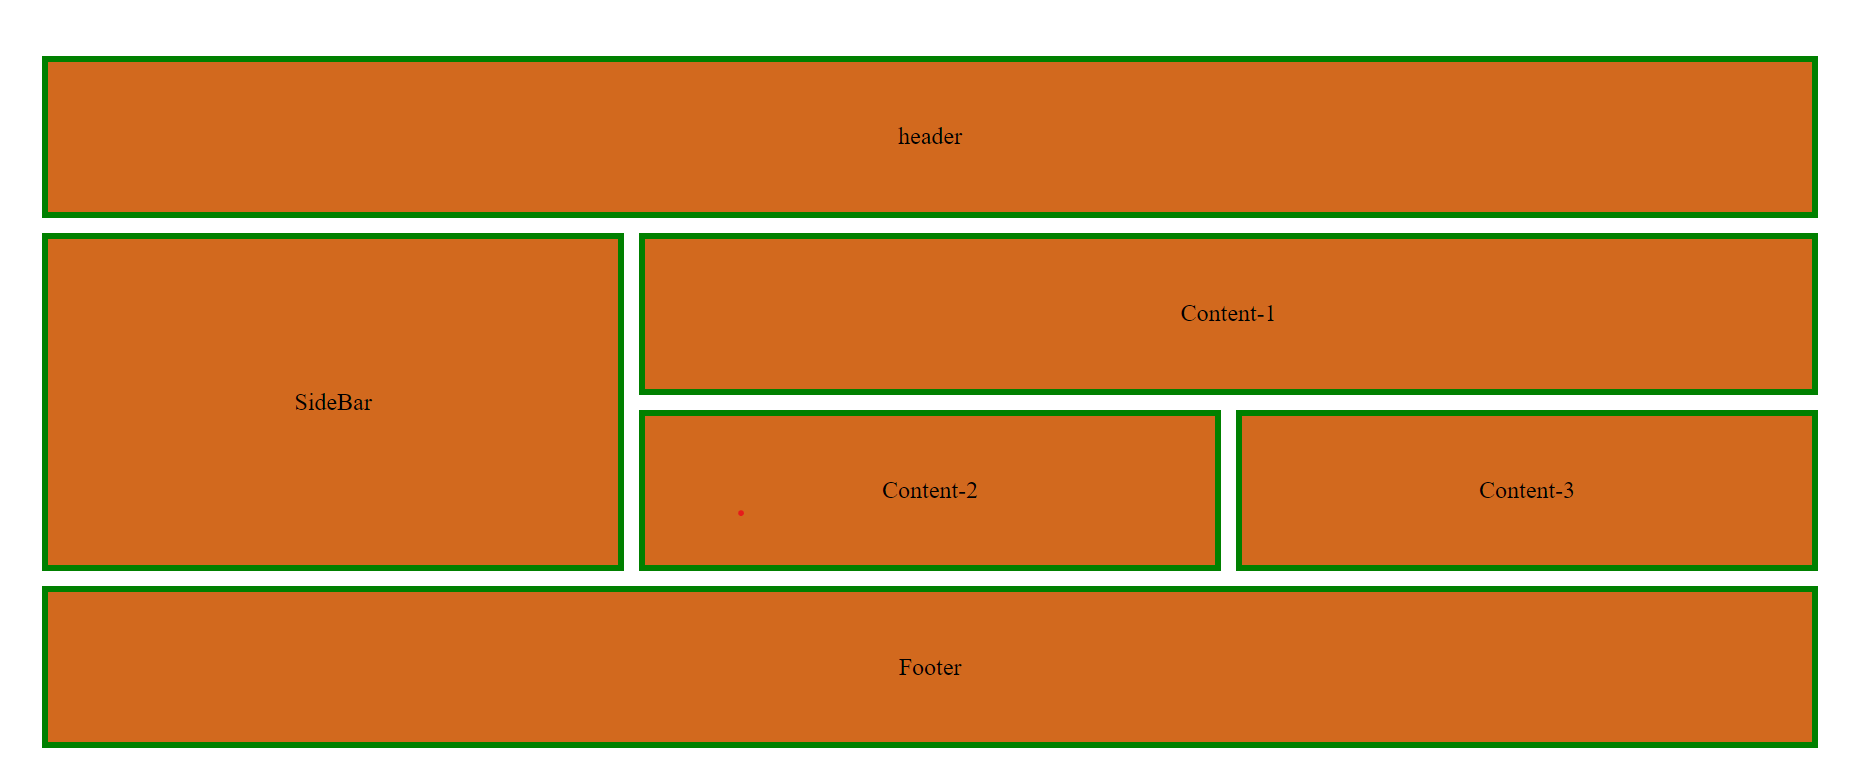 header
Content-1
SideBar
Content-2
Content-3
Footer